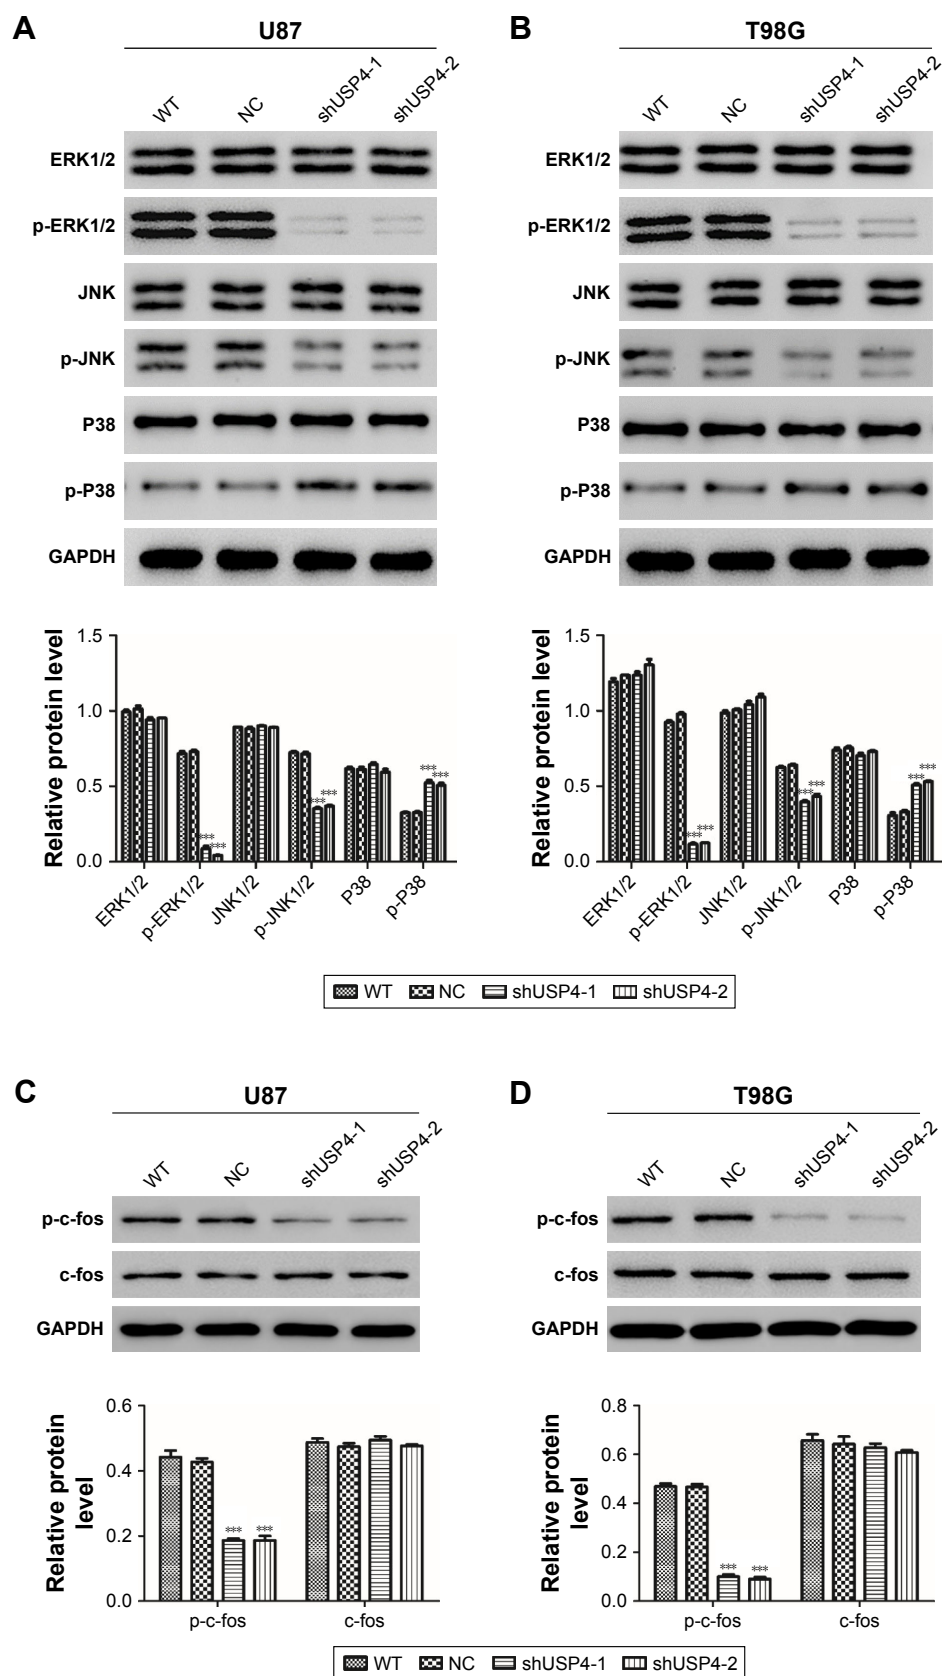 A
U87
WT
NC
shUSP4-1
shUSP4-2
ERK1/2
p-ERK1/2
JNK
p-JNK
P38
p-P38
GAPDH
Relative protein level
1.5
1.0
0.5
0.0
***
***
***
***
***
***
ERK1/2
p-ERK1/2
JNK1/2
p-JNK1/2
P38
p-P38
B
T98G
WT
NC
shUSP4-1
shUSP4-2
ERK1/2
p-ERK1/2
JNK
p-JNK
P38
p-P38
GAPDH
Relative protein level
1.5
1.0
0.5
0.0
***
***
***
***
***
***
ERK1/2
p-ERK1/2
JNK1/2
p-JNK1/2
P38
p-P38
WT NC shUSP4-1 shUSP4-2
C
U87
WT
NC
shUSP4-1
shUSP4-2
p-c-fos
c-fos
GAPDH
Relative protein
level
0.6
0.4
0.2
0.0
***
***
p-c-fos
c-fos
D
T98G
WT
NC
shUSP4-1
shUSP4-2
p-c-fos
c-fos
GAPDH
Relative protein
level
0.8
0.6
0.4
0.2
0.0
***
***
p-c-fos
c-fos
WT NC shUSP4-1 shUSP4-2